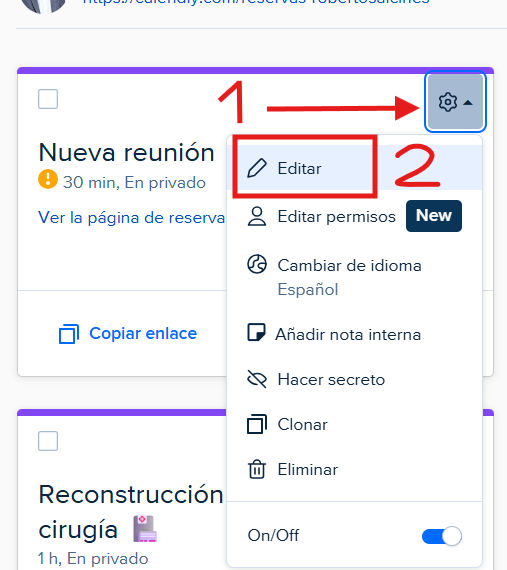 https://calendly.com/reservas-robertosalcines
1
Nueva reunión
2
Editar
30 min, En privado
Editar permisos New
Ver la página de reserva
Cambiar de idioma
Español
Copiar enlace
Añadir nota interna
Hacer secreto
Clonar
Eliminar
Reconstrucción
cirugía
On/Off
1 h, En privado